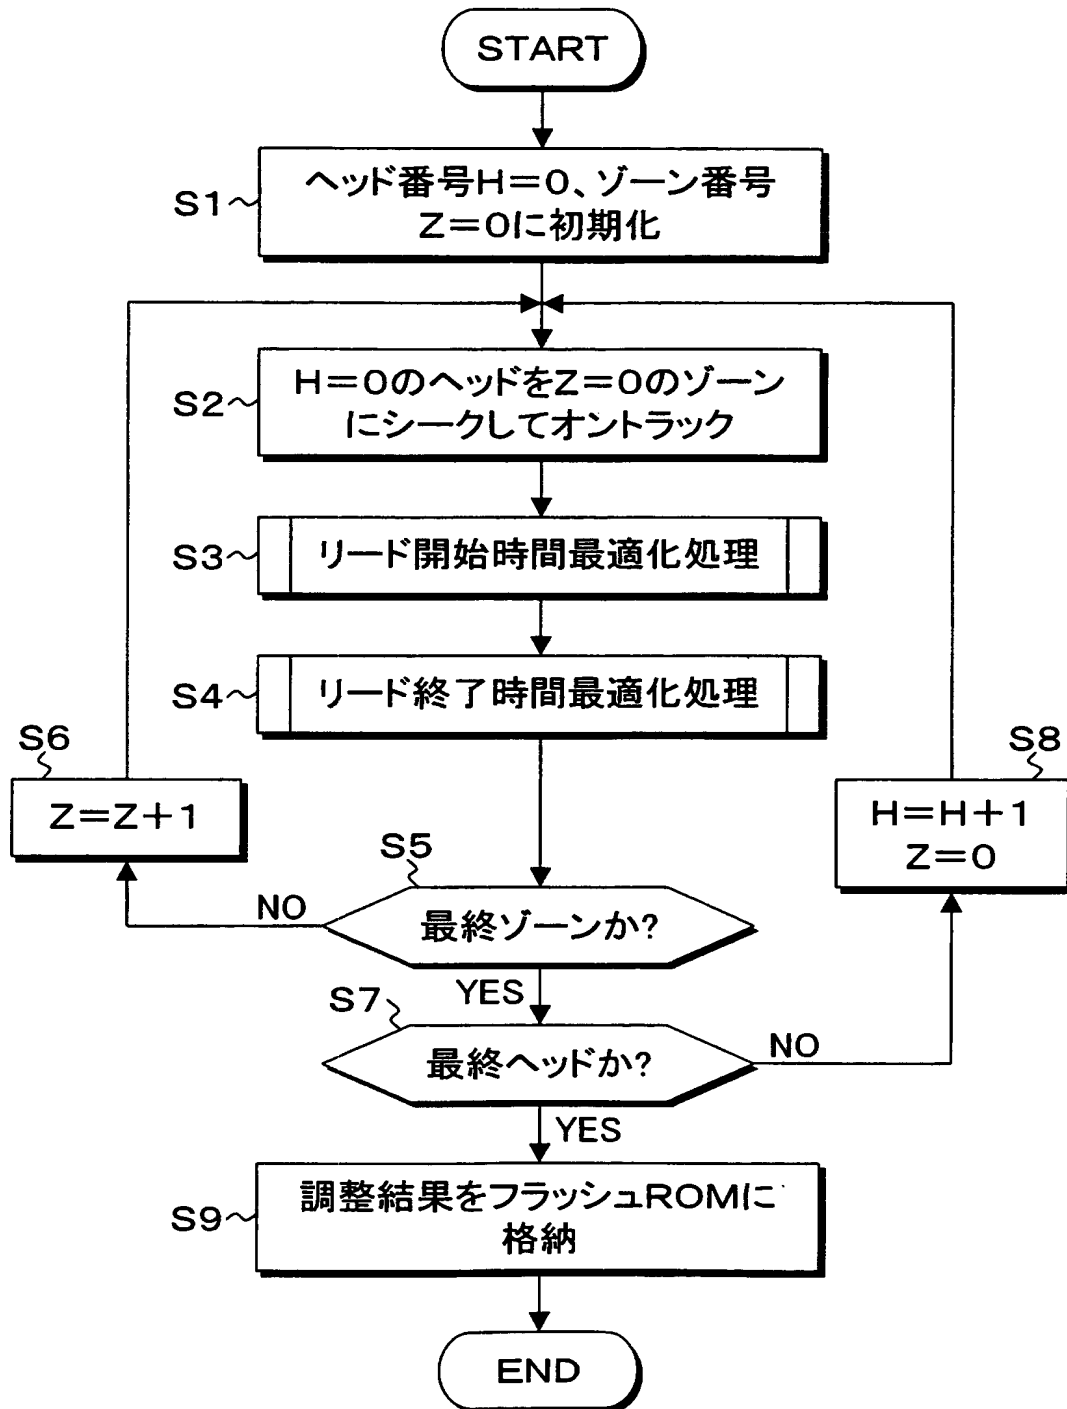 START
S1
ヘッド番号H=0、ゾーン番号
Z=0に初期化
S2
H=0のヘッドをZ=0のゾーン
にシークしてオントラック
S3
リード開始時間最適化処理
S4
リード終了時間最適化処理
S6
Z=Z+1
S8
H=H+1
Z=0
S5
最終ゾーンか?
NO
YES
S7
最終ヘッドか?
NO
YES
S9
調整結果をフラッシュROMに
格納
END